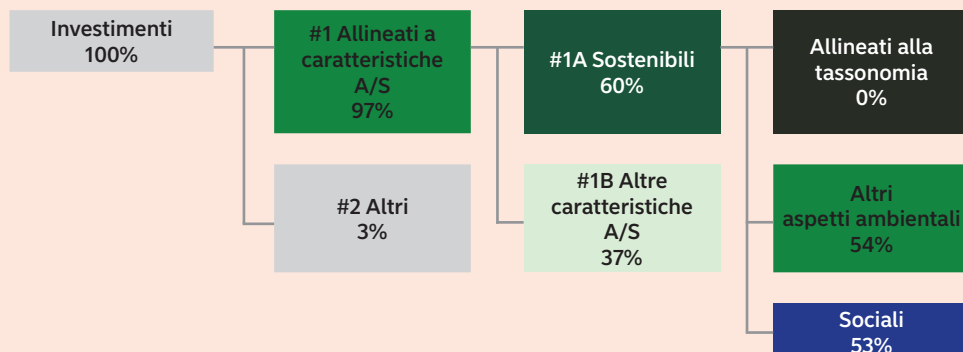 Investimenti
100%
#1 Allineati a
caratteristiche
A/S
97%
#1A Sostenibili
60%
Allineati alla
tassonomia
0%
#2 Altri
3%
#1B Altre
caratteristiche
A/S
37%
Altri
aspetti ambientali
54%
Sociali
53%